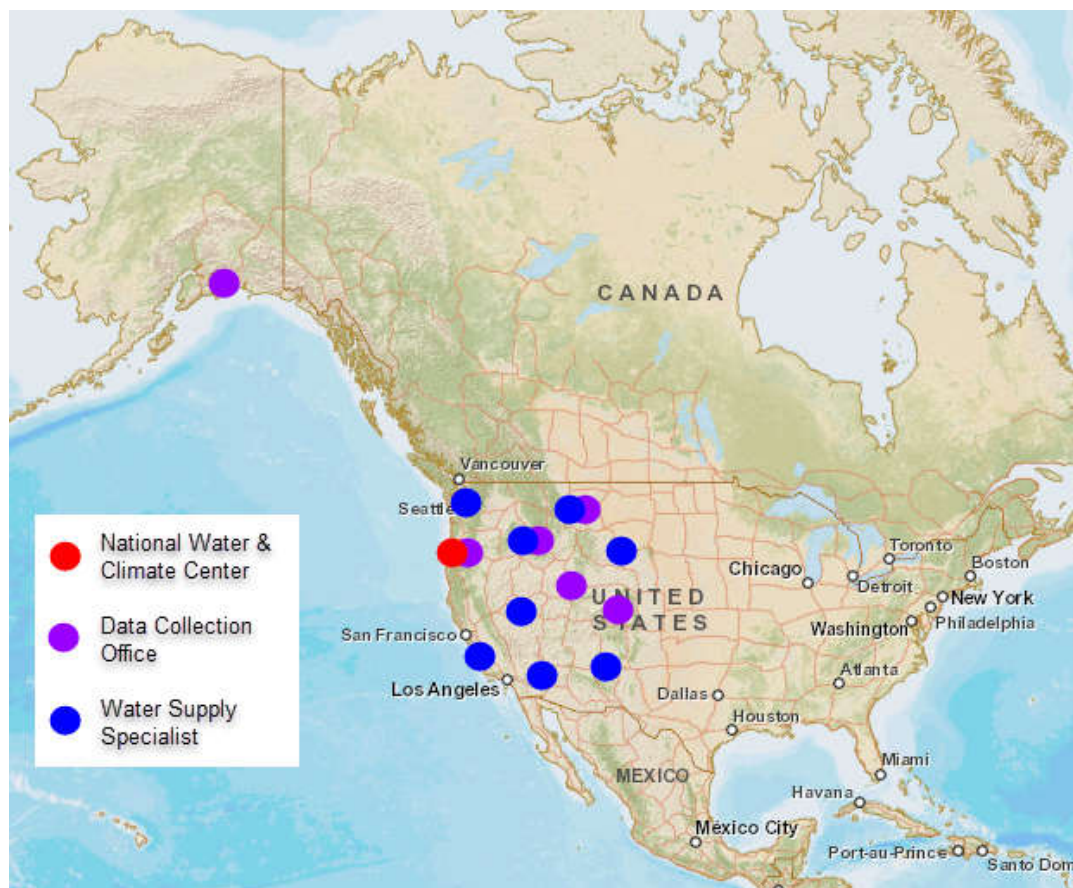 CANADA
Vancouver
Seattle
National Water &
Climate Center
Data Collection
Office
Water Supply
Specialist
Chicago
Toronto
Detroit
Boston
New York
Philadelphia
Washington
UNITED
STATES
San Francisco
Los Angeles
Dallas
Atlanta
Houston
MEXICO
Miami
Havana
México City
Port-au-Prince
Santo Dom